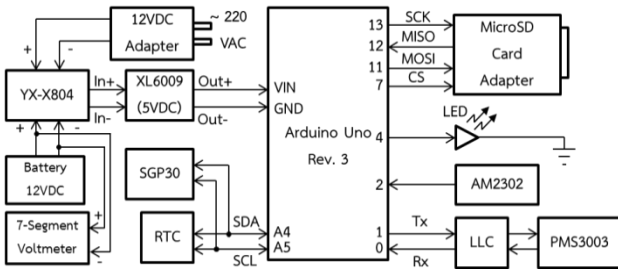 12VDC
Adapter
~ 220
VAC
+
-
YX-X804
In+
In-
XL6009
(5VDC)
Out+
Out-
VIN
GND
Arduino Uno
Rev. 3
13
12
11
7
4
2
1
0
A4
A5
SCK
MISO
MOSI
CS
MicroSD
Card
Adapter
LED
AM2302
Tx
Rx
LLC
PMS3003
+
-
Battery
12VDC
7-Segment
Voltmeter
+
-
SGP30
RTC
SDA
SCL